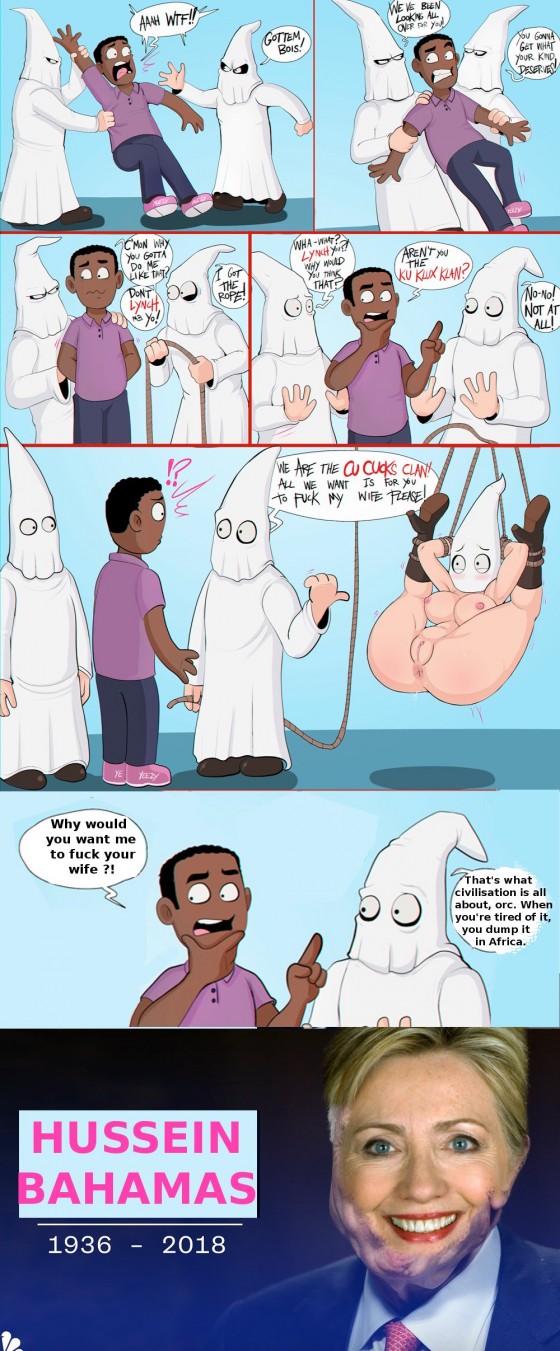 AAAH WTF!!
GOTTEM,
BOIS!
YEEZY
WE'VE BEEN
LOOKING ALL
OVER FOR YOU!
YOU GONNA
GET WHAT
YOUR KIND
DESERVES!
YEEZY
C'MON WHY
YOU GOTTA
DO ME
LIKE THAT?
DON'T
LYNCH
ME YO!
I GOT
THE
ROPE!
WHA-WHAT?
LYNCH YOU?!
WHY WOULD
YOU THINK
THAT?
AREN'T YOU
THE
KU KLUX KLAN?
NO-NO!
NOT AT
ALL!
!?
WE ARE THE CU CUCKS CLAN!
ALL WE WANT IS FOR YOU
TO FUCK MY WIFE PLEASE!
YE YEEZY
Why would
you want me
to fuck your
wife ?!
That's what
civilisation is all
about, orc. When
you're tired of it,
you dump it
in Africa.
HUSSEIN
BAHAMAS
1936 - 2018